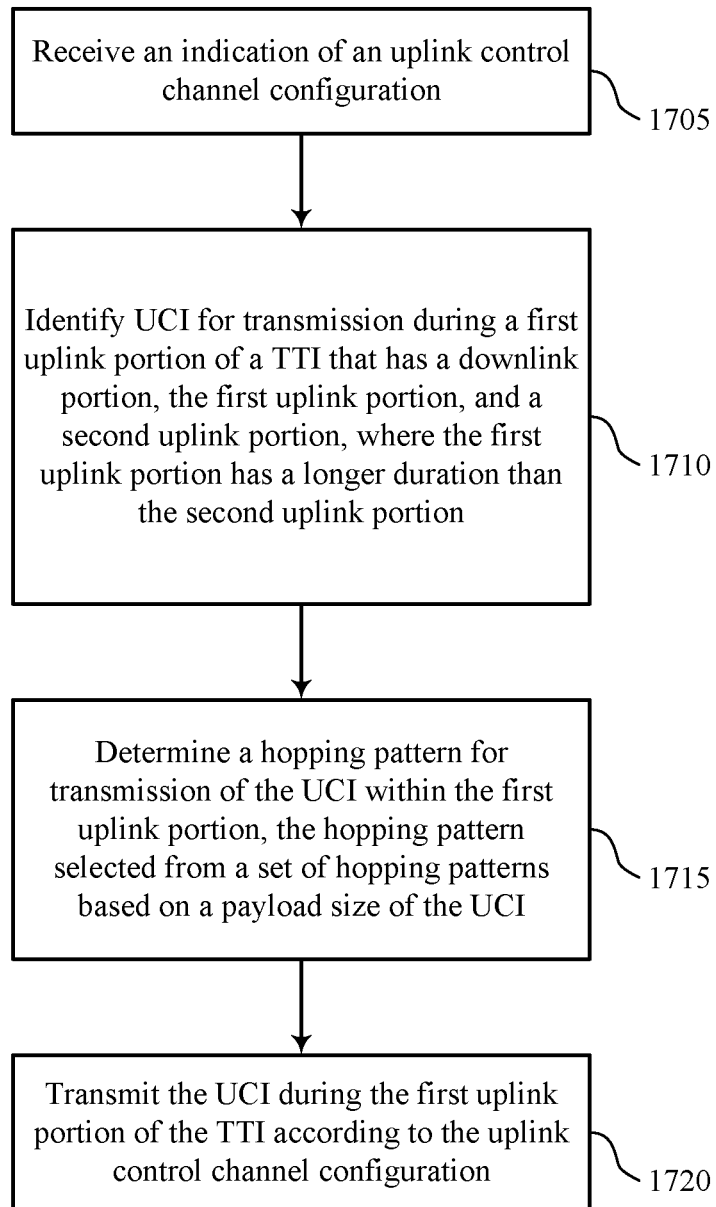 Receive an indication of an uplink control
channel configuration
1705
Identify UCI for transmission during a first
uplink portion of a TTI that has a downlink
portion, the first uplink portion, and a
second uplink portion, where the first
uplink portion has a longer duration than
the second uplink portion
1710
Determine a hopping pattern for
transmission of the UCI within the first
uplink portion, the hopping pattern
selected from a set of hopping patterns
based on a payload size of the UCI
1715
Transmit the UCI during the first uplink
portion of the TTI according to the uplink
control channel configuration
1720